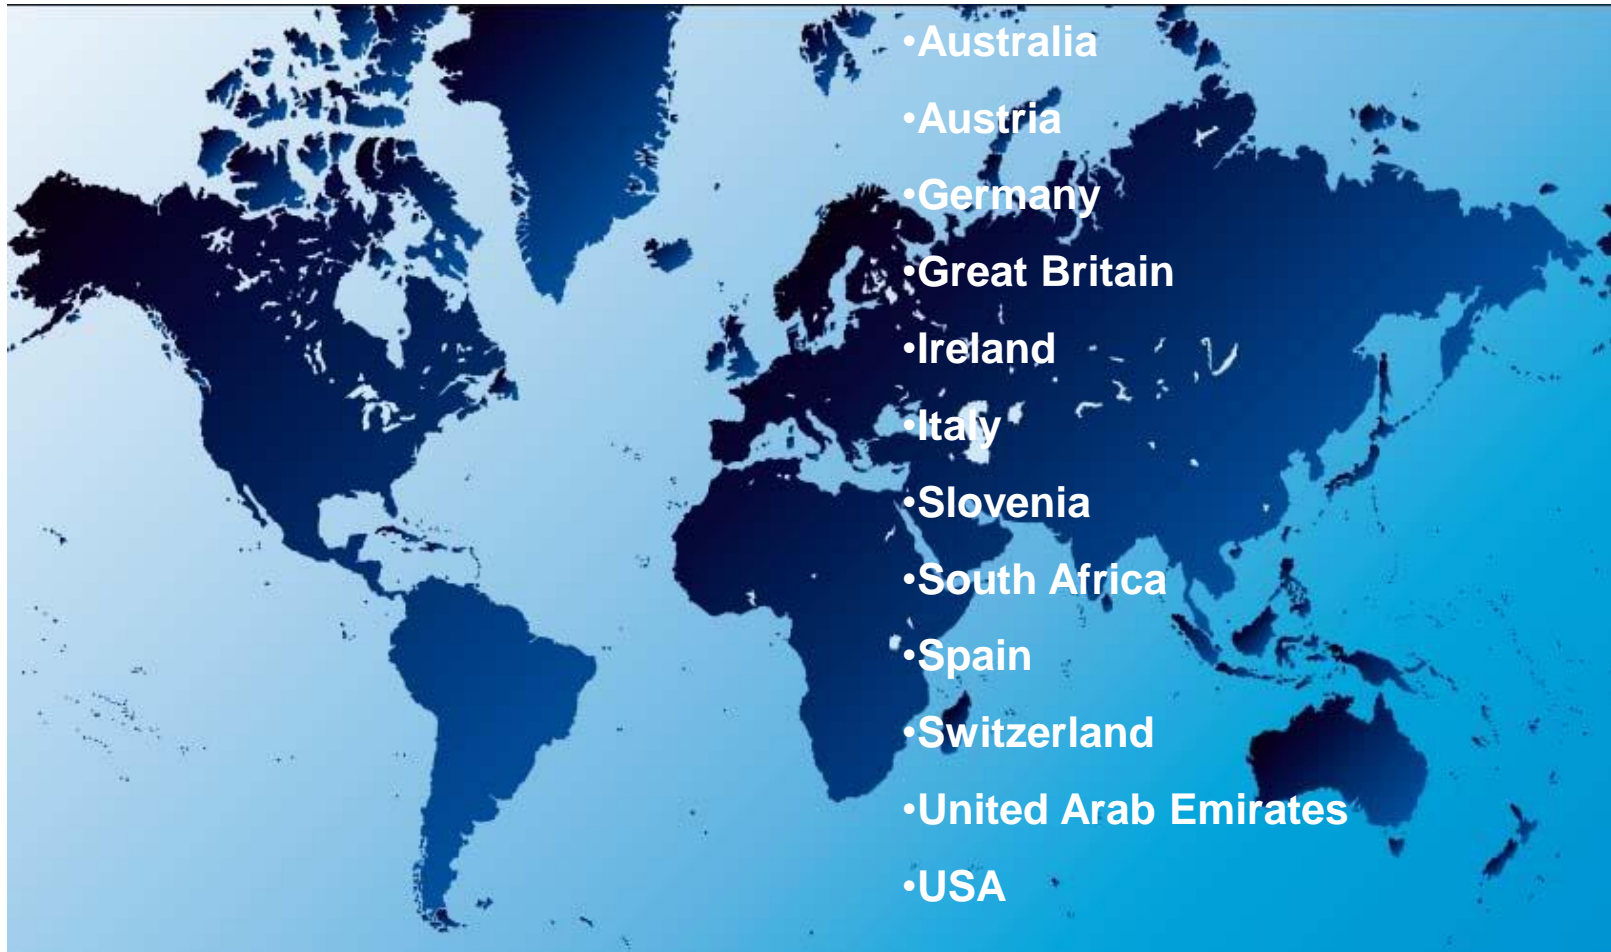 •Australia
•Austria
•Germany
•Great Britain
•Ireland
•Italy
•Slovenia
•South Africa
•Spain
•Switzerland
•United Arab Emirates
•USA